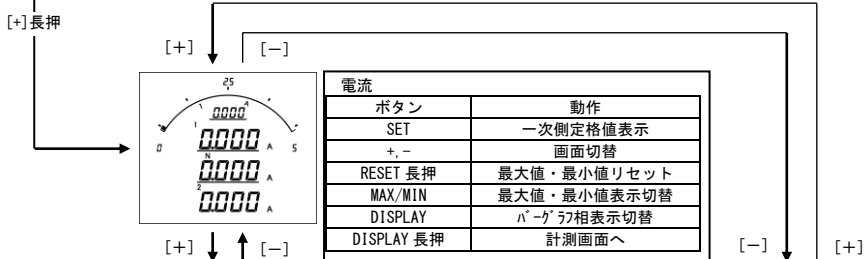 [+]長押
[+]
[−]
2.5
0.000 A
0
5
1
0.000 A
N
0.000 A
2
0.000 A
電流
ボタン 動作
SET 一次側定格値表示
+,− 画面切替
RESET 長押 最大値・最小値リセット
MAX/MIN 最大値・最小値表示切替
DISPLAY バーグラフ相表示切替
DISPLAY 長押 計測画面へ
[+]
[−]
[−]
[+]